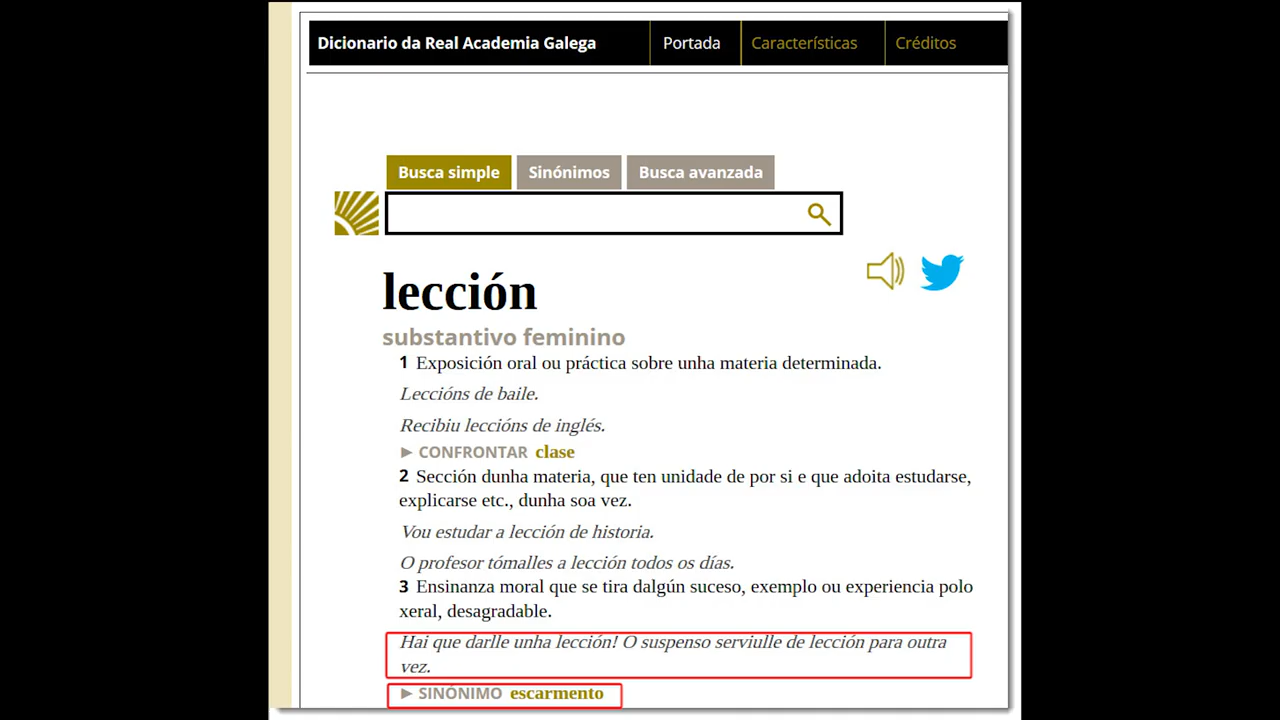 Dicionario da Real Academia Galega Portada Características Créditos
Busca simple Sinónimos Busca avanzada
lección
substantivo feminino
1 Exposición oral ou práctica sobre unha materia determinada.
Leccións de baile.
Recibiu leccións de inglés.
► CONFRONTAR clase
2 Sección dunha materia, que ten unidade de por si e que adoita estudarse,
explicarse etc., dunha soa vez.
Vou estudar a lección de historia.
O profesor tómalles a lección todos os días.
3 Ensinanza moral que se tira dalgún suceso, exemplo ou experiencia polo
xeral, desagradable.
Hai que darlle unha lección! O suspenso serviulle de lección para outra
vez.
► SINÓNIMO escarmento